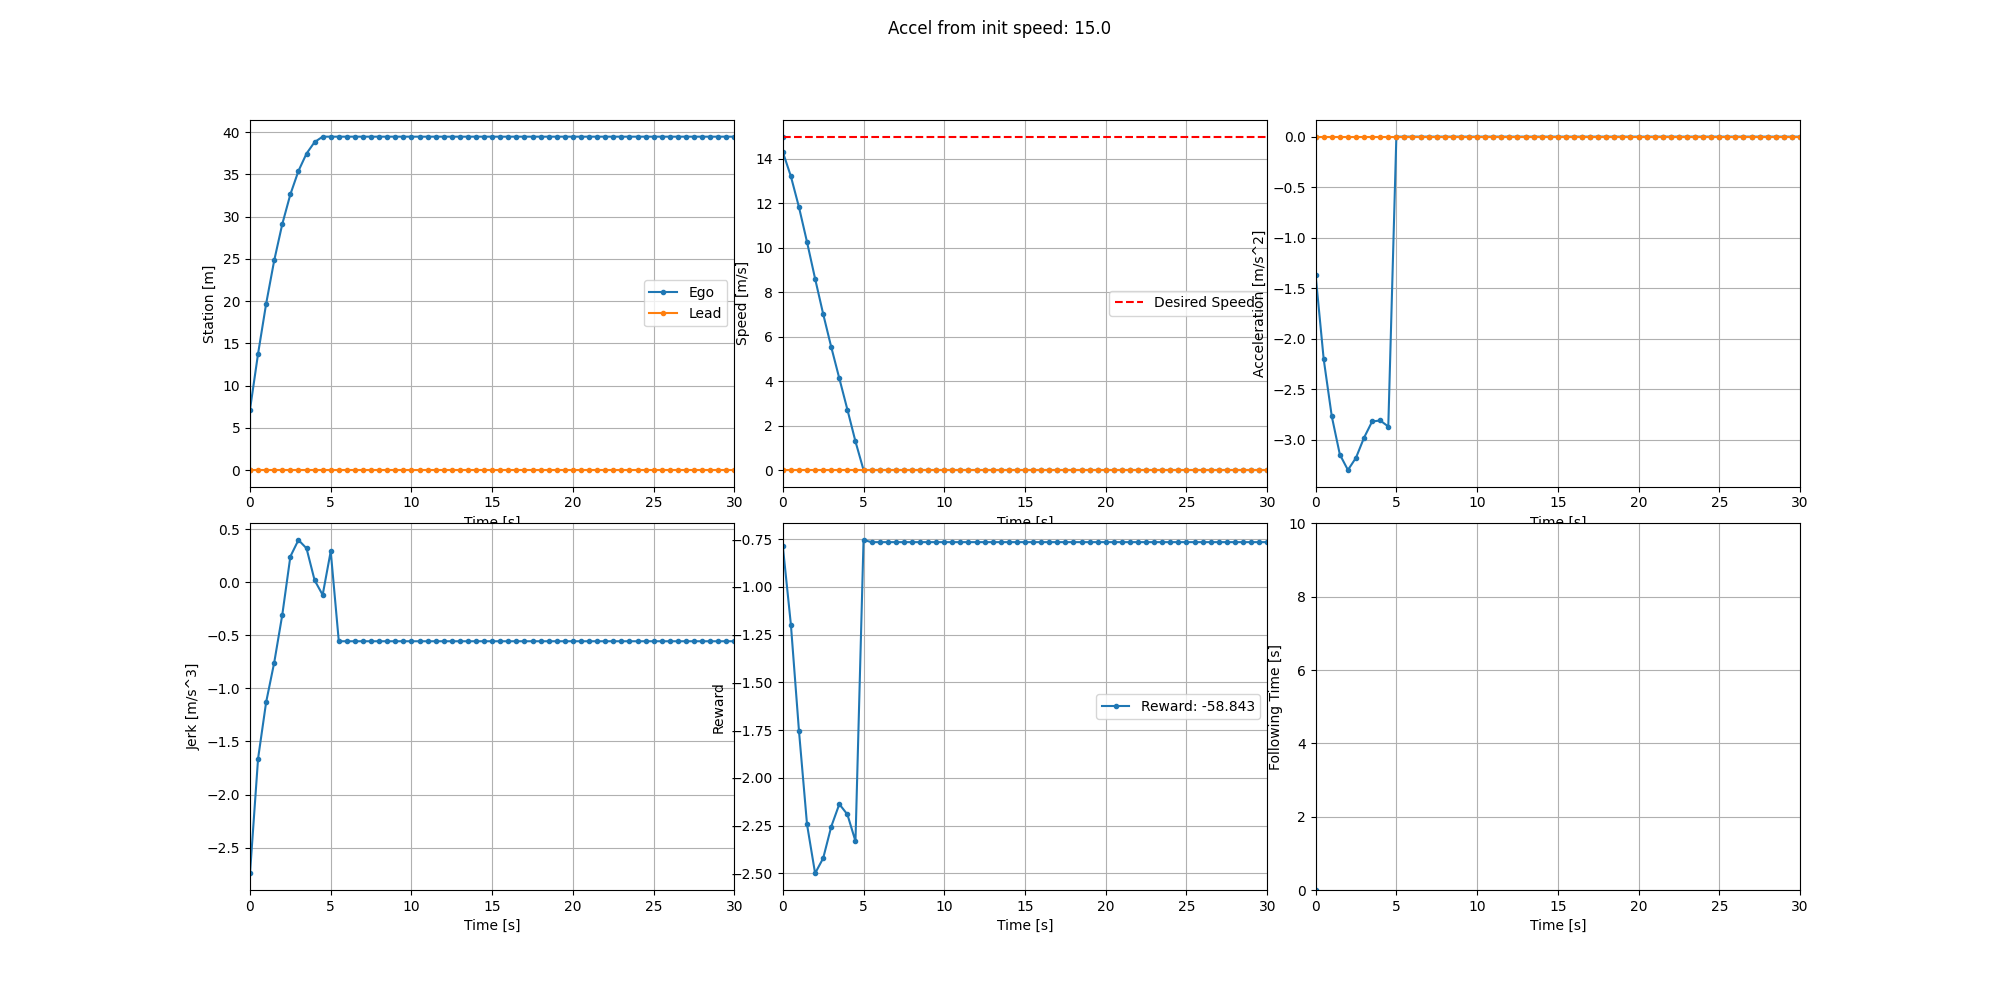 Accel from init speed: 15.0
40
35
30
25
20
15
10
5
0
Station [m]
0 5 10 15 20 25 30
Time [s]
Ego
Lead
14
12
10
8
6
4
2
0
Speed [m/s]
0 5 10 15 20 25 30
Time [s]
Desired Speed
0.0
−0.5
−1.0
−1.5
−2.0
−2.5
−3.0
Acceleration [m/s^2]
0 5 10 15 20 25 30
Time [s]
0.5
0.0
−0.5
−1.0
−1.5
−2.0
−2.5
Jerk [m/s^3]
0 5 10 15 20 25 30
Time [s]
−0.75
−1.00
−1.25
−1.50
−1.75
−2.00
−2.25
−2.50
Reward
0 5 10 15 20 25 30
Time [s]
Reward: -58.843
10
8
6
4
2
0
Following Time [s]
0 5 10 15 20 25 30
Time [s]